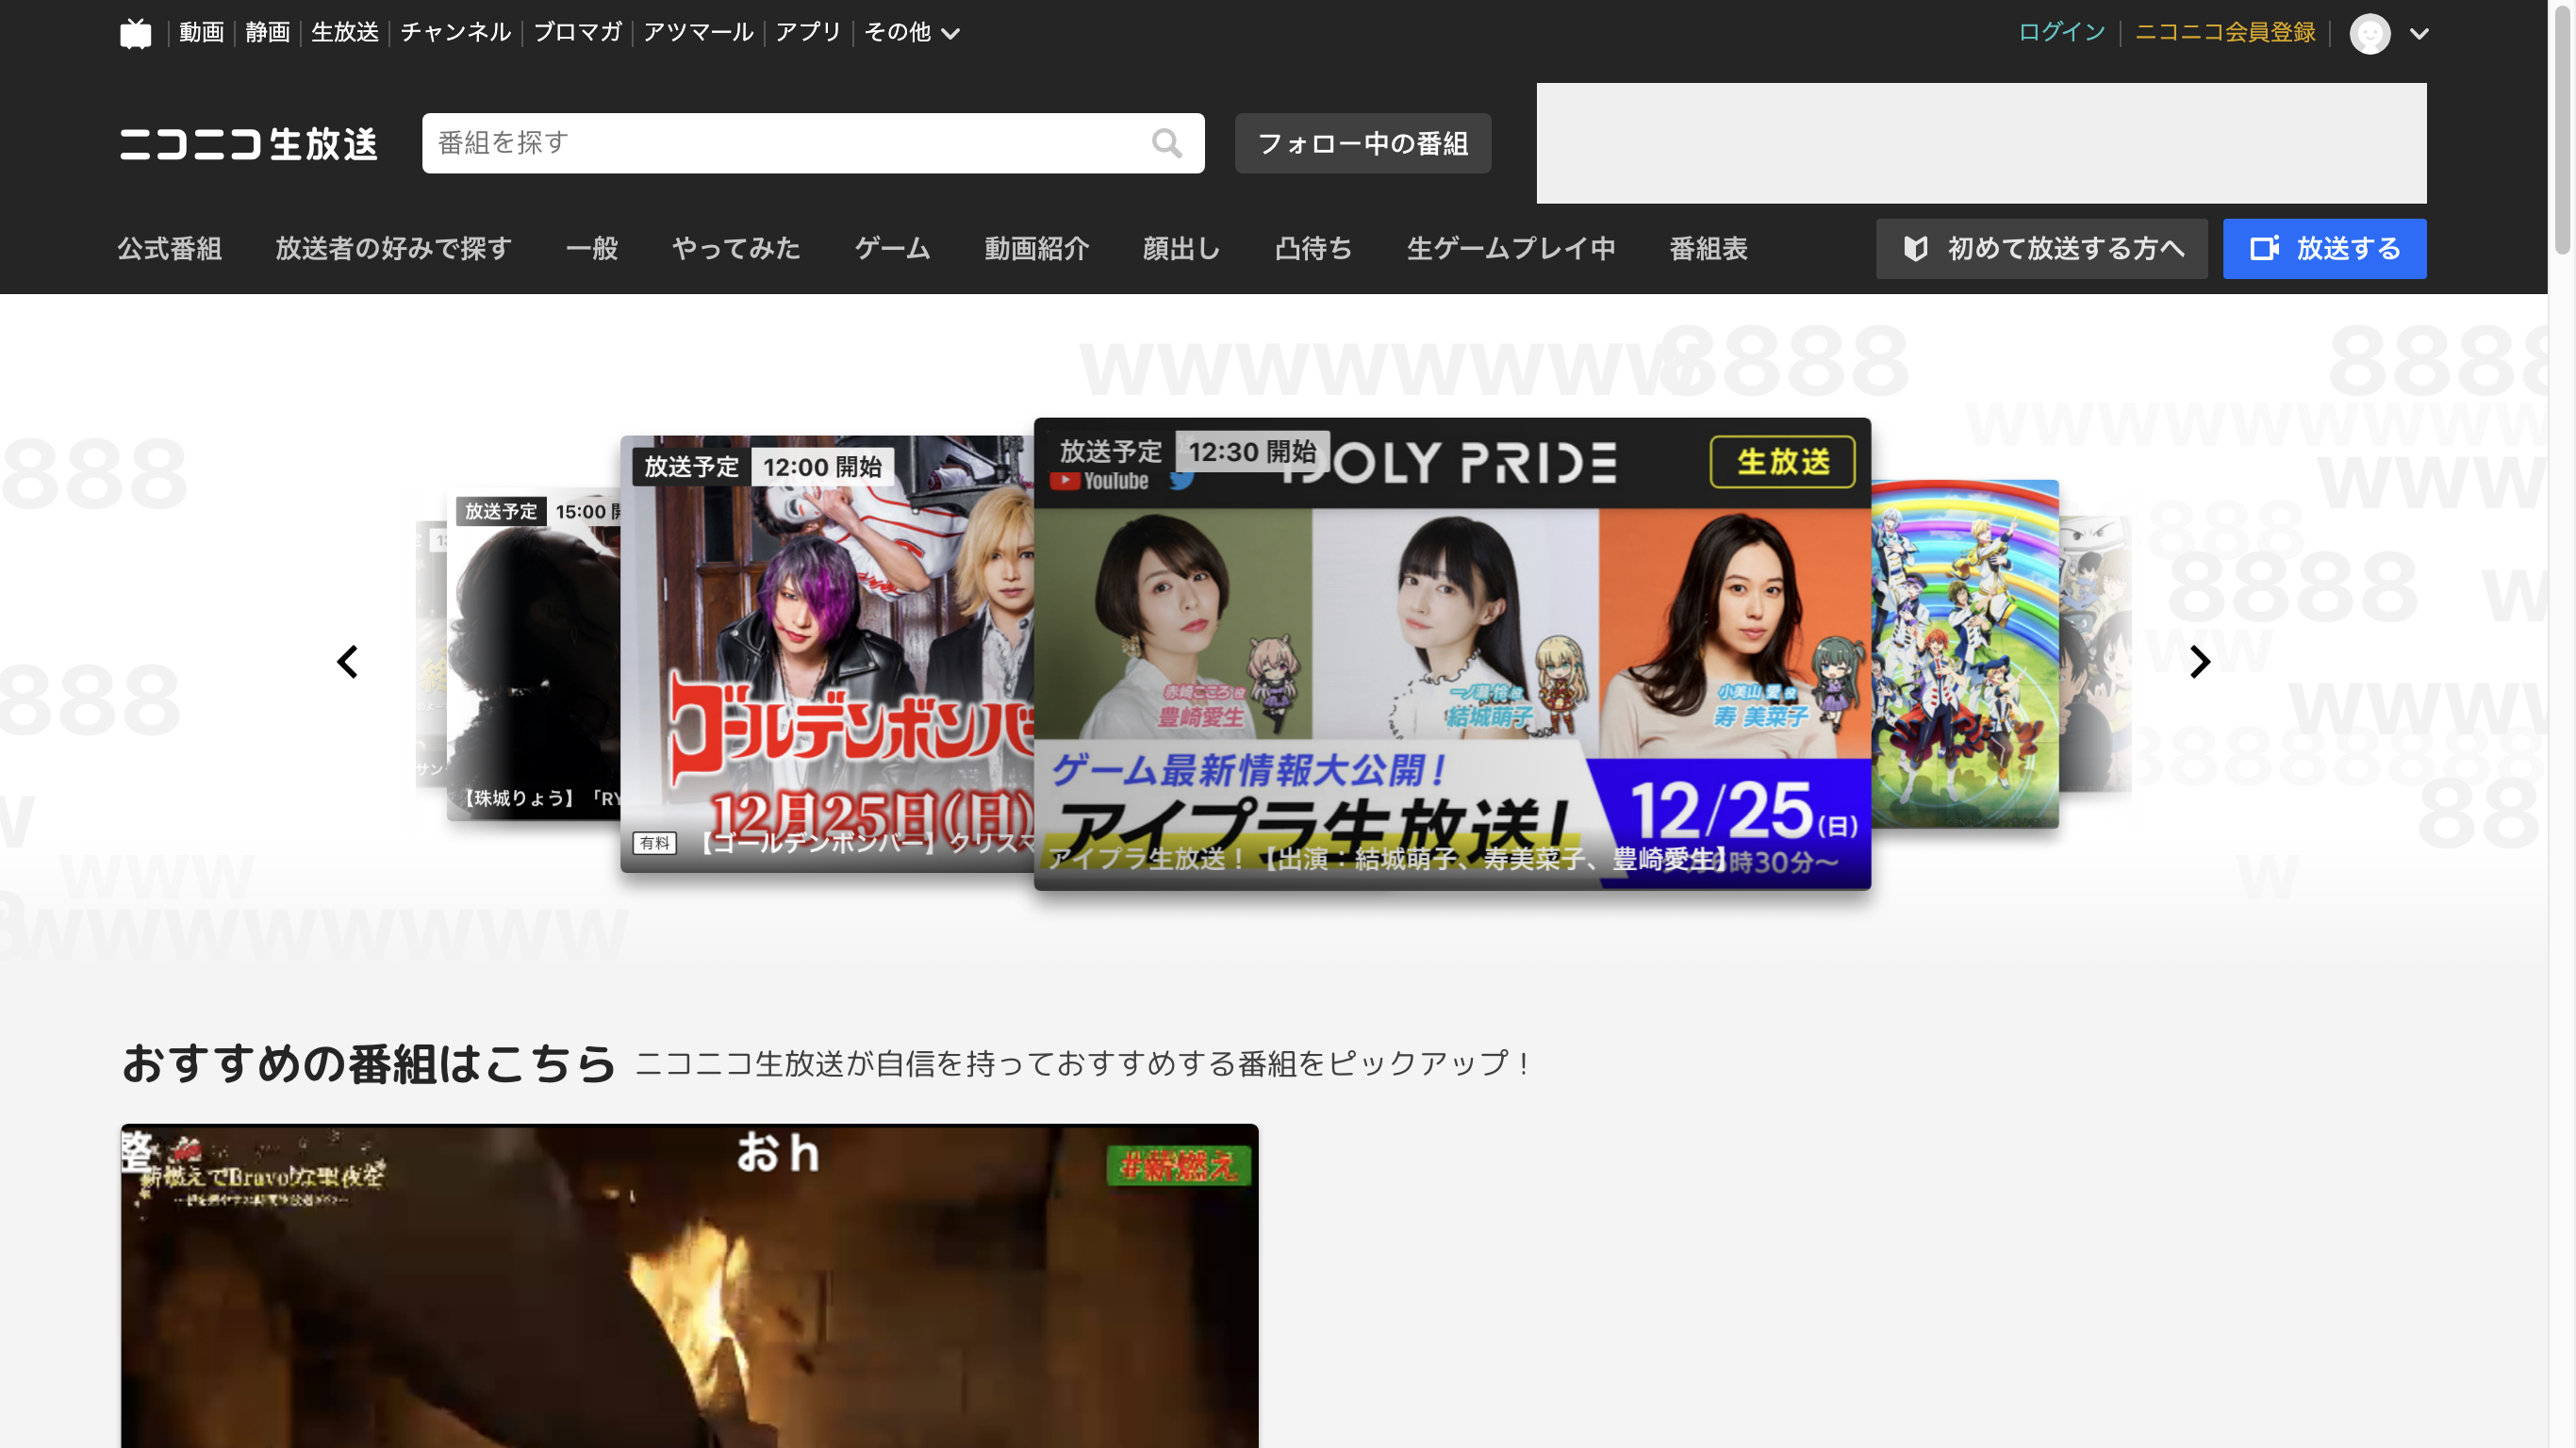 動画 静画 生放送 チャンネル ブロマガ アツマール アプリ その他
ログイン ニコニコ会員登録
ニコニコ生放送
番組を探す
フォロー中の番組
公式番組 放送者の好みで探す 一般 やってみた ゲーム 動画紹介 顔出し 凸待ち 生ゲームプレイ中 番組表
初めて放送する方へ
放送する
wwwwwwww
8888
8888
wwwwwwwww
888
www
888
8888
w
ww
888
wwww
88888888
88
w
www
w
wwwwwwww
放送予定 15:00
【珠城りょう】「RY
放送予定 12:00 開始
ゴールデンボンバ
12月25日(日)
有料 【ゴールデンボンバー】クリスマ
放送予定 12:30 開始
IDOLY PRIDE
生放送
YouTube
赤崎こころ 役
豊崎愛生
一ノ瀬 怜 役
結城萌子
小美山 愛 役
寿 美菜子
ゲーム最新情報大公開！
アイプラ生放送！
12/25(日)
時30分〜
アイプラ生放送！【出演：結城萌子、寿美菜子、豊崎愛生】
おすすめの番組はこちら ニコニコ生放送が自信を持っておすすめする番組をピックアップ！
おh
#新燃え
薪燃えでBravo!な聖夜を